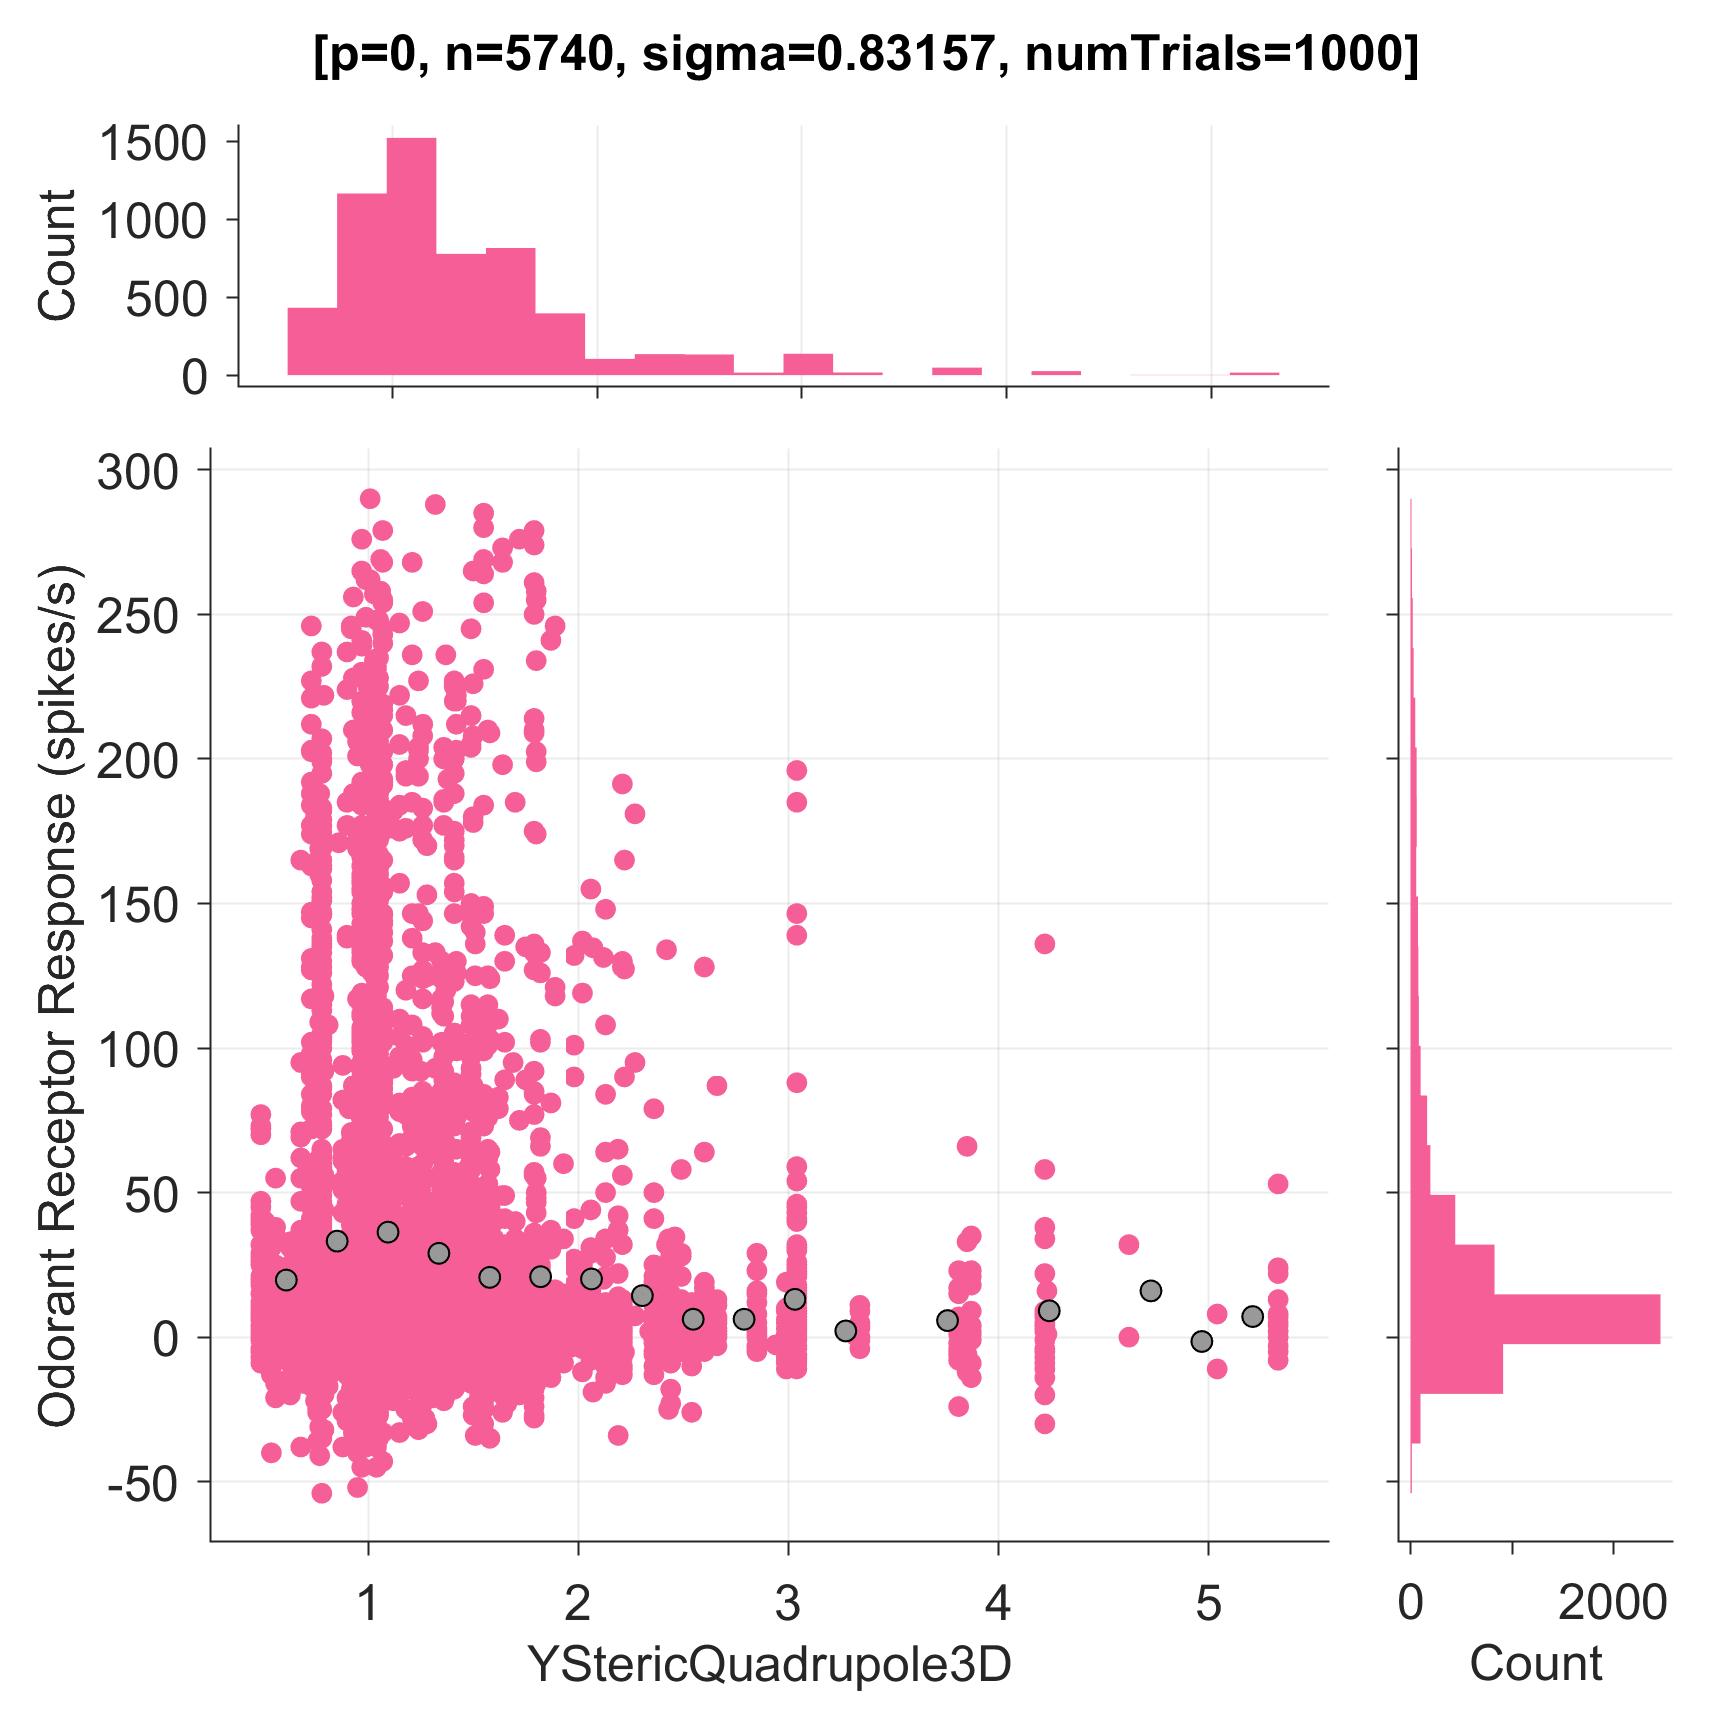 [p=0, n=5740, sigma=0.83157, numTrials=1000]
1500
1000
500
0
Count
300
250
200
150
100
50
0
-50
Odorant Receptor Response (spikes/s)
1 2 3 4 5
YStericQuadrupole3D
0 2000
Count